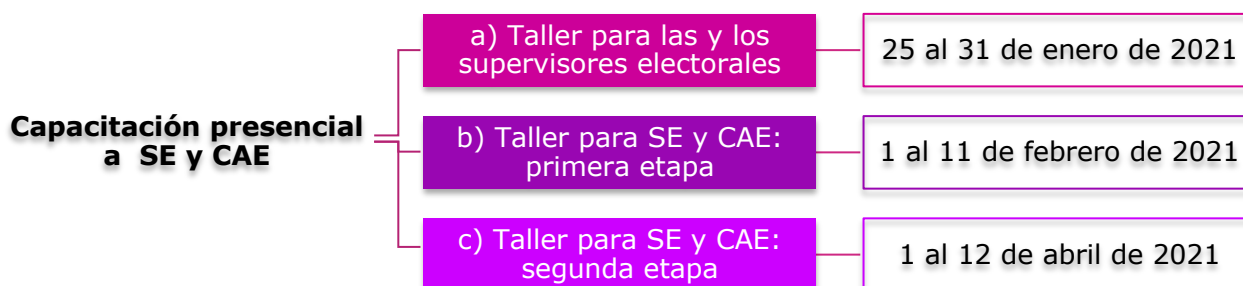 Capacitación presencial
a SE y CAE
a) Taller para las y los
supervisores electorales
25 al 31 de enero de 2021
b) Taller para SE y CAE:
primera etapa
1 al 11 de febrero de 2021
c) Taller para SE y CAE:
segunda etapa
1 al 12 de abril de 2021